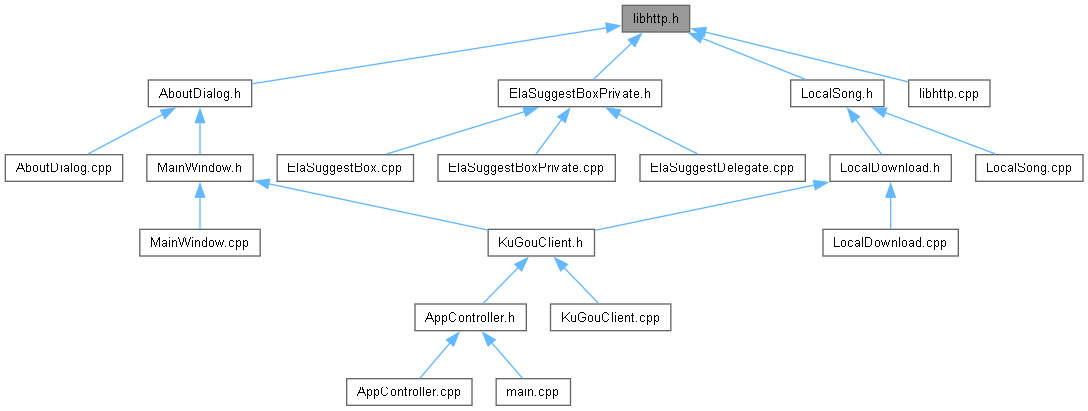 libhttp.h
AboutDialog.h
ElaSuggestBoxPrivate.h
LocalSong.h
libhttp.cpp
AboutDialog.cpp
MainWindow.h
ElaSuggestBox.cpp
ElaSuggestBoxPrivate.cpp
ElaSuggestDelegate.cpp
LocalDownload.h
LocalSong.cpp
MainWindow.cpp
KuGouClient.h
LocalDownload.cpp
AppController.h
KuGouClient.cpp
AppController.cpp
main.cpp